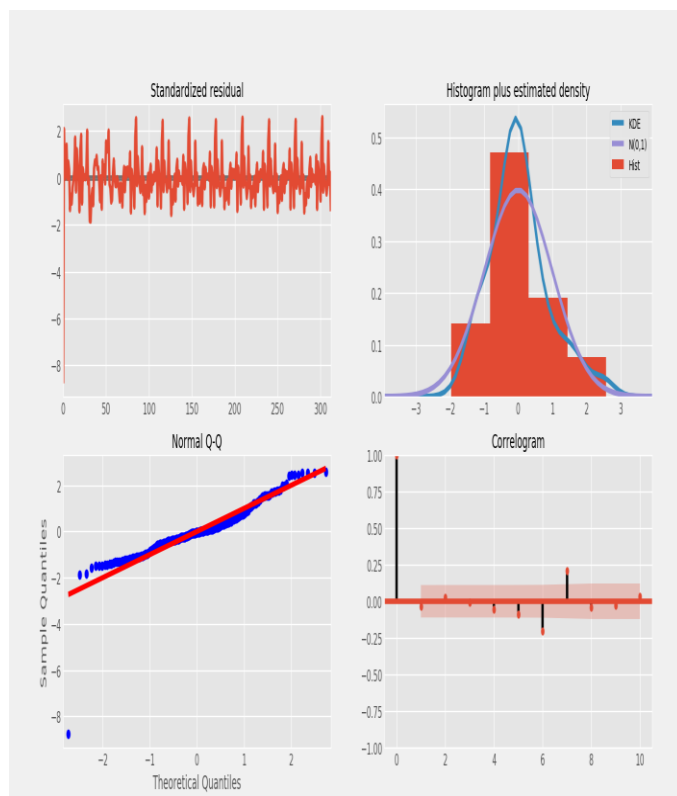 Standardized residual
2
0
−2
−4
−6
−8
0 50 100 150 200 250 300
Histogram plus estimated density
KDE
N(0,1)
Hist
0.5
0.4
0.3
0.2
0.1
0.0
−3 −2 −1 0 1 2 3
Normal Q-Q
Sample Quantiles
2
0
−2
−4
−6
−8
−2 −1 0 1 2
Theoretical Quantiles
Correlogram
1.00
0.75
0.50
0.25
0.00
−0.25
−0.50
−0.75
−1.00
0 2 4 6 8 10